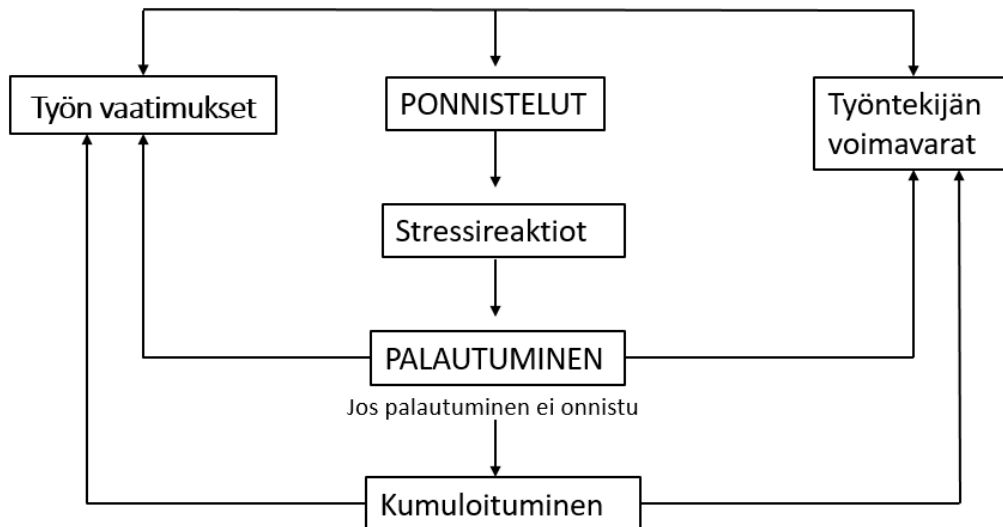 Työn vaatimukset
PONNISTELUT
Työntekijän
voimavarat
Stressireaktiot
PALAUTUMINEN
Jos palautuminen ei onnistu
Kumuloituminen